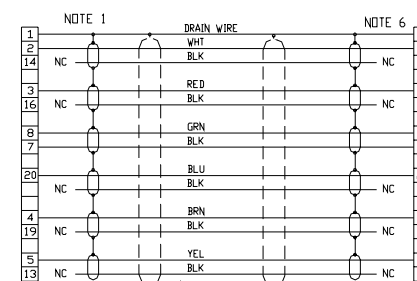 NOTE 1 NOTE 6
1 DRAIN WIRE
2 WHT
14 NC BLK NC
3 RED
16 NC BLK NC
8 GRN
7 BLK
20 BLU
NC BLK NC
4 BRN
19 NC BLK NC
5 YEL
13 NC BLK NC